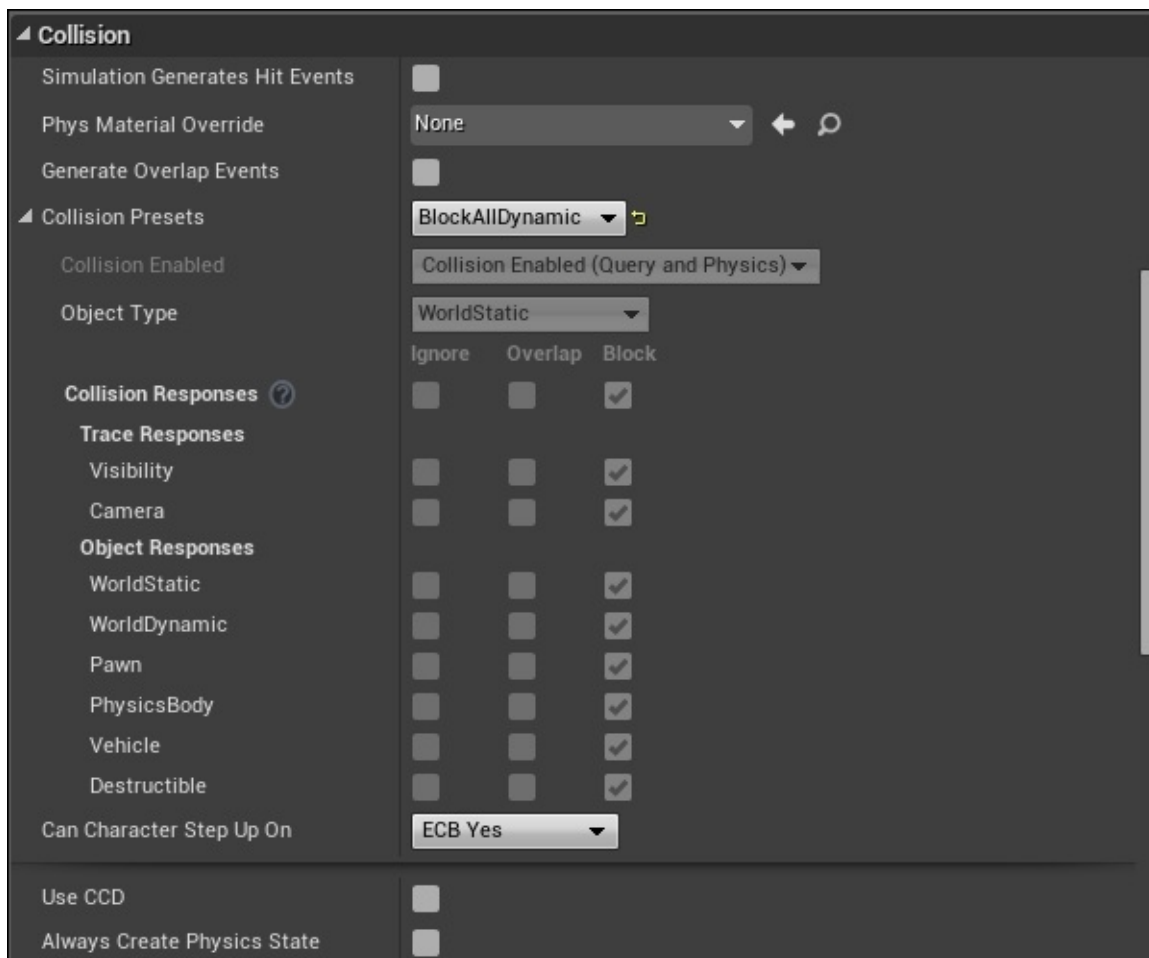 Collision
Simulation Generates Hit Events
Phys Material Override None
Generate Overlap Events
Collision Presets BlockAllDynamic
Collision Enabled Collision Enabled (Query and Physics)
Object Type WorldStatic
Ignore Overlap Block
Collision Responses ?
Trace Responses
Visibility
Camera
Object Responses
WorldStatic
WorldDynamic
Pawn
PhysicsBody
Vehicle
Destructible
Can Character Step Up On ECB Yes
Use CCD
Always Create Physics State